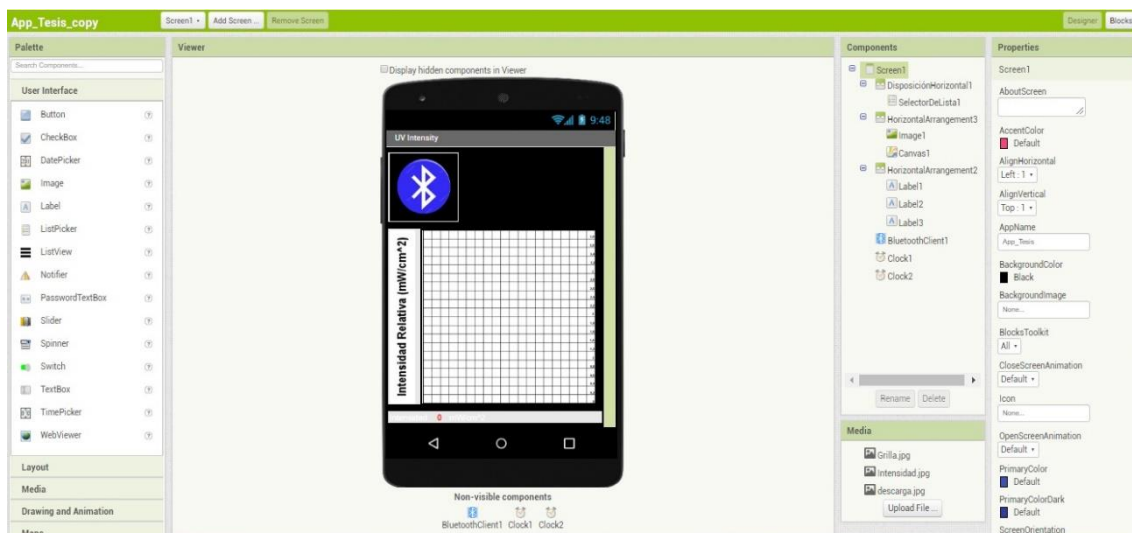 App_Tesis_copy
Screen1
Add Screen ...
Remove Screen
Designer
Blocks
Palette
Search Components...
User Interface
Button
CheckBox
DatePicker
Image
Label
ListPicker
ListView
Notifier
PasswordTextBox
Slider
Spinner
Switch
TextBox
TimePicker
WebViewer
Layout
Media
Drawing and Animation
Maps
Viewer
Display hidden components in Viewer
9:48
UV Intensity
Intensidad Relativa (mW/cm^2)
0
Non-visible components
BluetoothClient1 Clock1 Clock2
Components
Screen1
DisposiciónHorizontal1
SelectorDeLista1
HorizontalArrangement3
Image1
Canvas1
HorizontalArrangement2
Label1
Label2
Label3
BluetoothClient1
Clock1
Clock2
Rename Delete
Media
Grilla.jpg
Intensidad.jpg
descarga.jpg
Upload File ...
Properties
Screen1
AboutScreen
AccentColor
Default
AlignHorizontal
Left : 1
AlignVertical
Top : 1
AppName
App_Tesis
BackgroundColor
Black
BackgroundImage
None...
BlocksToolkit
All
CloseScreenAnimation
Default
Icon
None...
OpenScreenAnimation
Default
PrimaryColor
Default
PrimaryColorDark
Default
ScreenOrientation